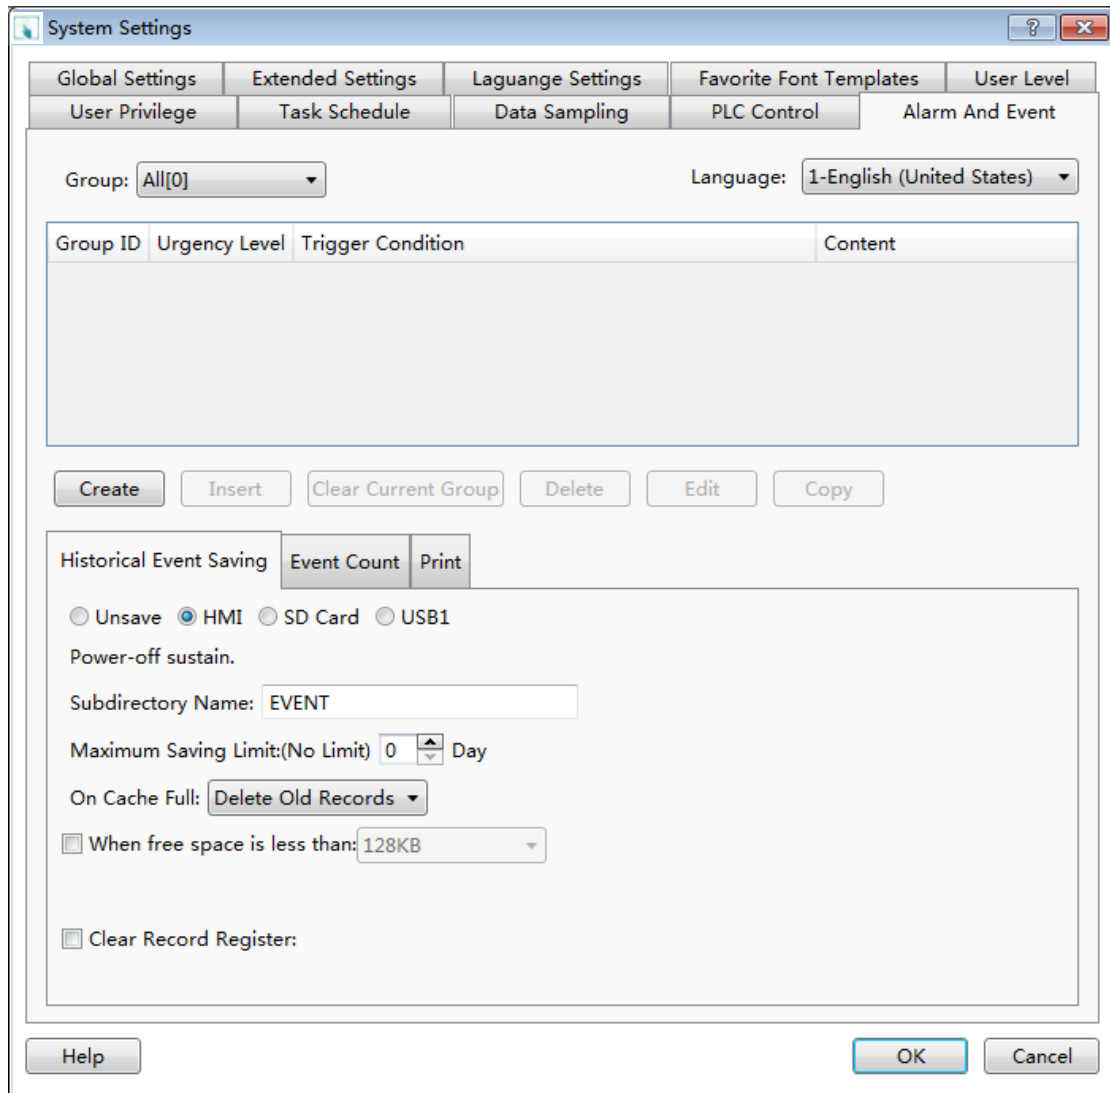 System Settings
Global Settings Extended Settings Laguange Settings Favorite Font Templates User Level
User Privilege Task Schedule Data Sampling PLC Control Alarm And Event
Group: All[0] Language: 1-English (United States)
Group ID Urgency Level Trigger Condition Content
Create Insert Clear Current Group Delete Edit Copy
Historical Event Saving Event Count Print
Unsave HMI SD Card USB1
Power-off sustain.
Subdirectory Name: EVENT
Maximum Saving Limit:(No Limit) 0 Day
On Cache Full: Delete Old Records
When free space is less than: 128KB
Clear Record Register:
Help OK Cancel